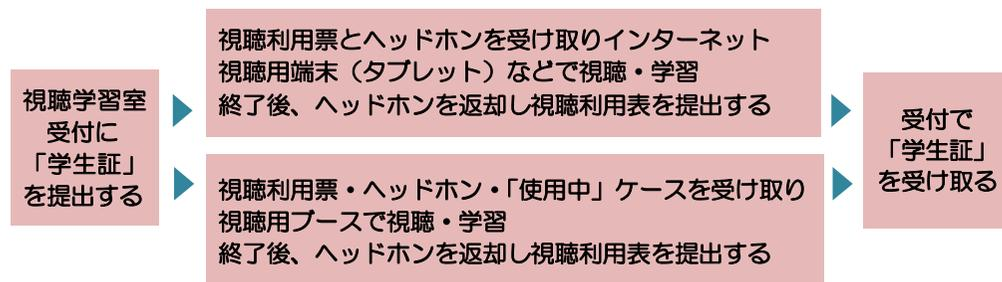 視聴学習室
受付に
「学生証」
を提出する
視聴利用票とヘッドホンを受け取りインターネット
視聴用端末（タブレット）などで視聴・学習
終了後、ヘッドホンを返却し視聴利用表を提出する
視聴利用票・ヘッドホン・「使用中」ケースを受け取り
視聴用ブースで視聴・学習
終了後、ヘッドホンを返却し視聴利用表を提出する
受付で
「学生証」
を受け取る